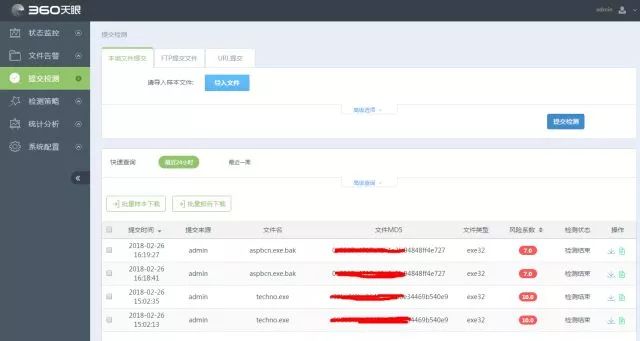 360天眼
admin
状态监控
文件告警
提交检测
检测策略
统计分析
系统配置
提交检测
本地文件提交 FTP提交文件 URL提交
请导入样本文件: 导入文件
高级选项
提交检测
快速查询 最近24小时 最近一周
高级查询
批量样本下载 批量报告下载
提交时间 提交来源 文件名 文件MD5 文件类型 风险系数 检测状态 操作
2018-02-26 16:19:27 admin aspbcn.exe.bak 94848ff4e727 exe32 7.0 检测结束
2018-02-26 16:18:41 admin aspbcn.exe.bak 94848ff4e727 exe32 7.0 检测结束
2018-02-26 15:02:35 admin techno.exe e34469b540e9 exe32 10.0 检测结束
2018-02-26 15:02:13 admin techno.exe 4469b540e9 exe32 10.0 检测结束